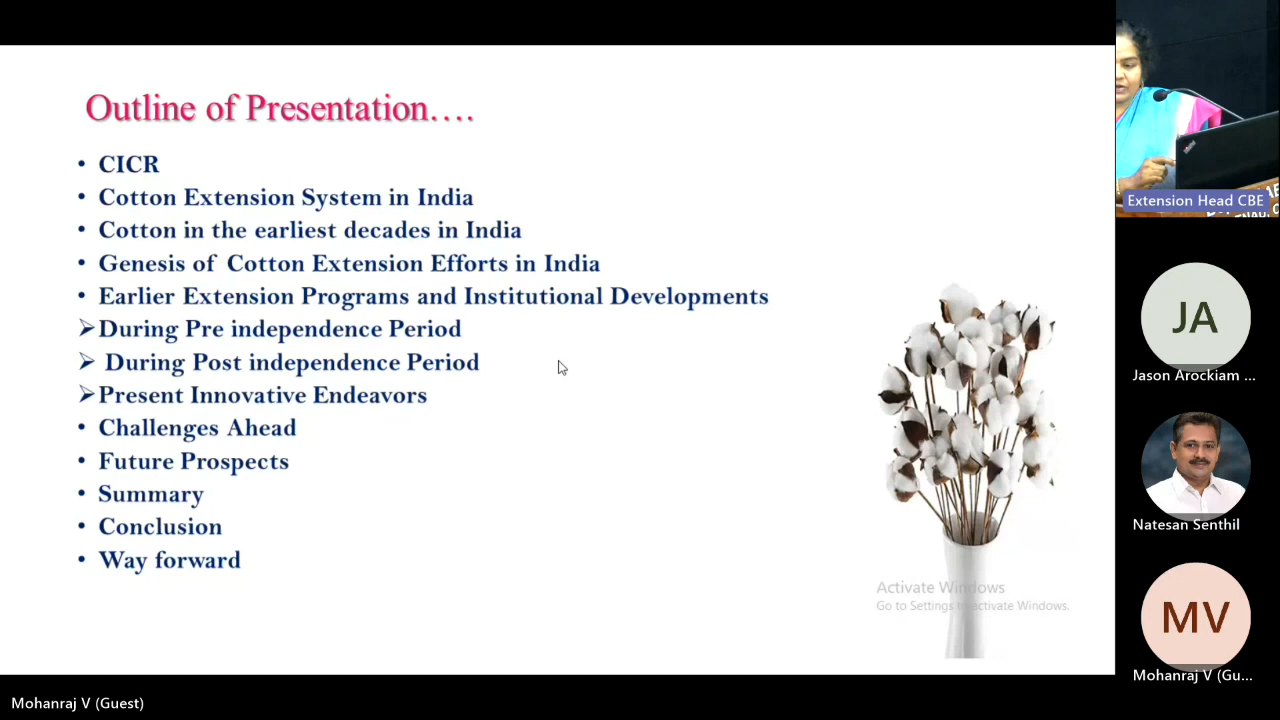 Outline of Presentation….
• CICR
• Cotton Extension System in India
• Cotton in the earliest decades in India
• Genesis of Cotton Extension Efforts in India
• Earlier Extension Programs and Institutional Developments
➢During Pre independence Period
➢ During Post independence Period
➢Present Innovative Endeavors
• Challenges Ahead
• Future Prospects
• Summary
• Conclusion
• Way forward
Activate Windows
Go to Settings to activate Windows.
Extension Head CBE
JA
Jason Arockiam ...
Natesan Senthil
MV
Mohanraj V (Gu...
Mohanraj V (Guest)